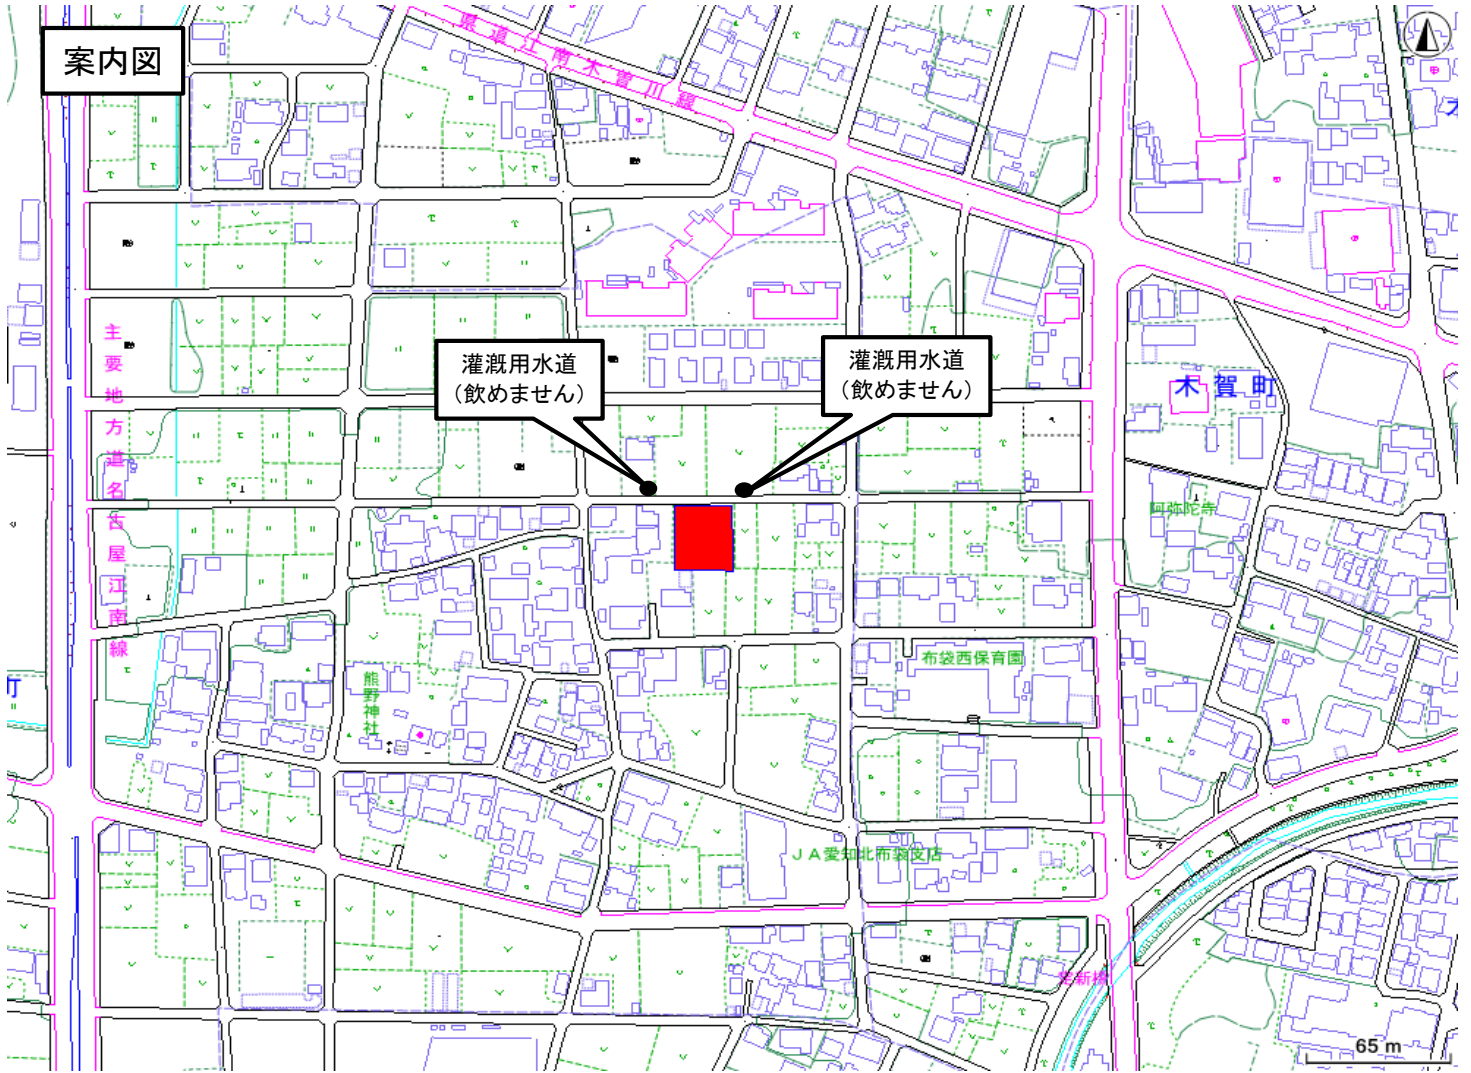 案内図
県道江南木曽川線
主要地方道名古屋江南線
灌漑用水道
（飲めません）
灌漑用水道
（飲めません）
木賀町
阿弥陀寺
布袋西保育園
熊野神社
町
木
ＪＡ愛知北布袋支店
65 m